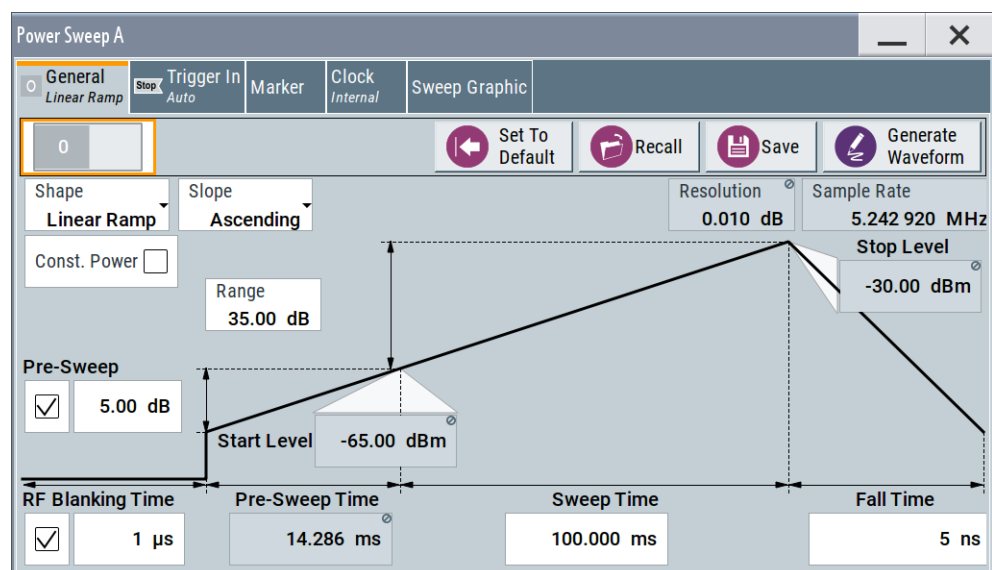 Power Sweep A
General
Linear Ramp
Stop
Trigger In
Auto
Marker
Clock
Internal
Sweep Graphic
0
Set To
Default
Recall
Save
Generate
Waveform
Shape
Linear Ramp
Slope
Ascending
Resolution
0.010 dB
Sample Rate
5.242 920 MHz
Const. Power
Stop Level
-30.00 dBm
Range
35.00 dB
Pre-Sweep
5.00 dB
Start Level -65.00 dBm
RF Blanking Time
Pre-Sweep Time
Sweep Time
Fall Time
1 µs
14.286 ms
100.000 ms
5 ns